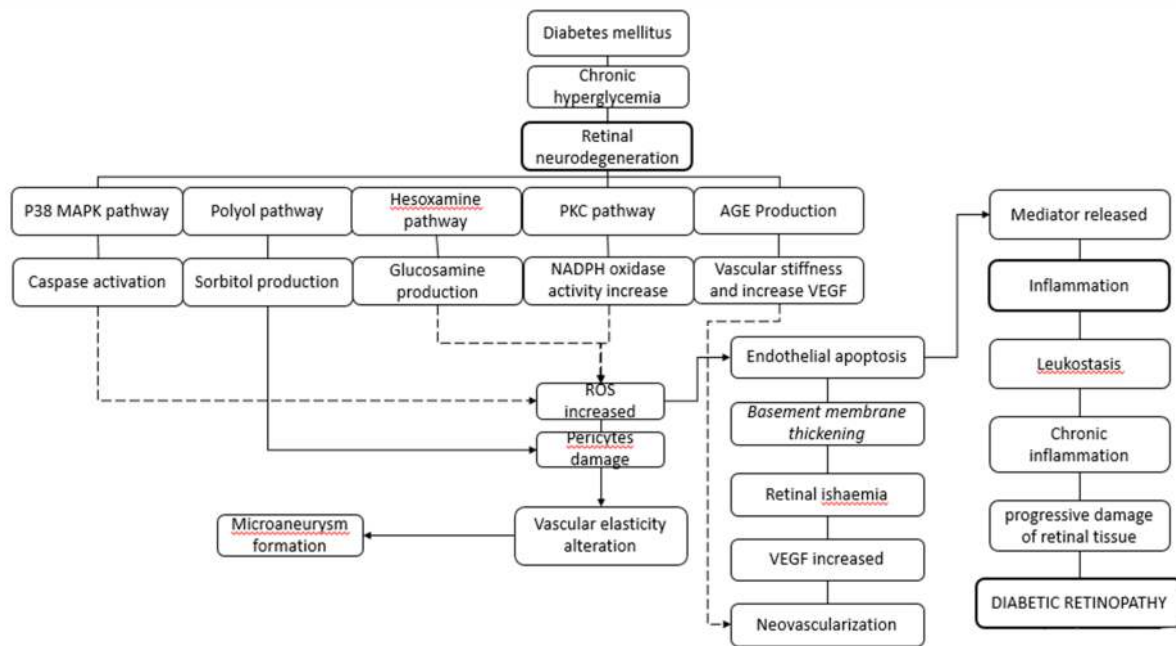 Diabetes mellitus
Chronic
hyperglycemia
Retinal
neurodegeneration
P38 MAPK pathway
Polyol pathway
Hesoxamine
pathway
PKC pathway
AGE Production
Mediator released
Caspase activation
Sorbitol production
Glucosamine
production
NADPH oxidase
activity increase
Vascular stiffness
and increase VEGF
Inflammation
Endothelial apoptosis
Leukostasis
ROS
increased
Basement membrane
thickening
Pericytes
damage
Chronic
inflammation
Retinal ishaemia
Microaneurysm
formation
Vascular elasticity
alteration
progressive damage
of retinal tissue
VEGF increased
DIABETIC RETINOPATHY
Neovascularization